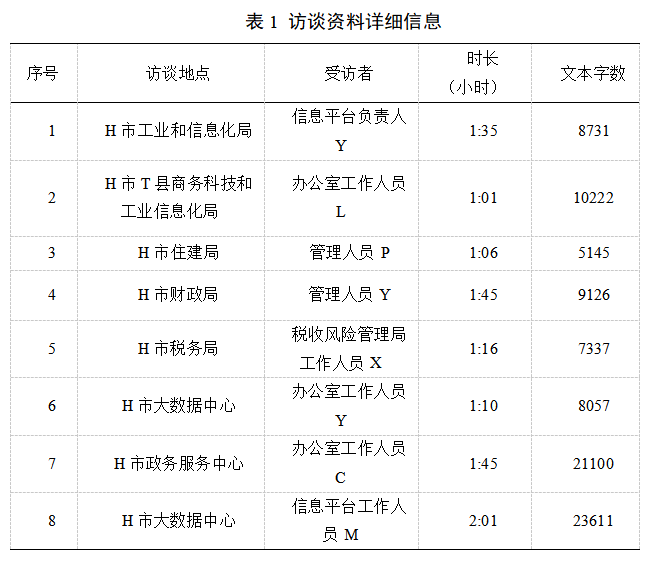 表 1 访谈资料详细信息
序号 访谈地点 受访者 时长（小时） 文本字数
1 H 市工业和信息化局 信息平台负责人 Y 1:35 8731
2 H 市 T 县商务科技和工业信息化局 办公室工作人员 L 1:01 10222
3 H 市住建局 管理人员 P 1:06 5145
4 H 市财政局 管理人员 Y 1:45 9126
5 H 市税务局 税收风险管理局工作人员 X 1:16 7337
6 H 市大数据中心 办公室工作人员 Y 1:10 8057
7 H 市政务服务中心 办公室工作人员 C 1:45 21100
8 H 市大数据中心 信息平台工作人员 M 2:01 23611